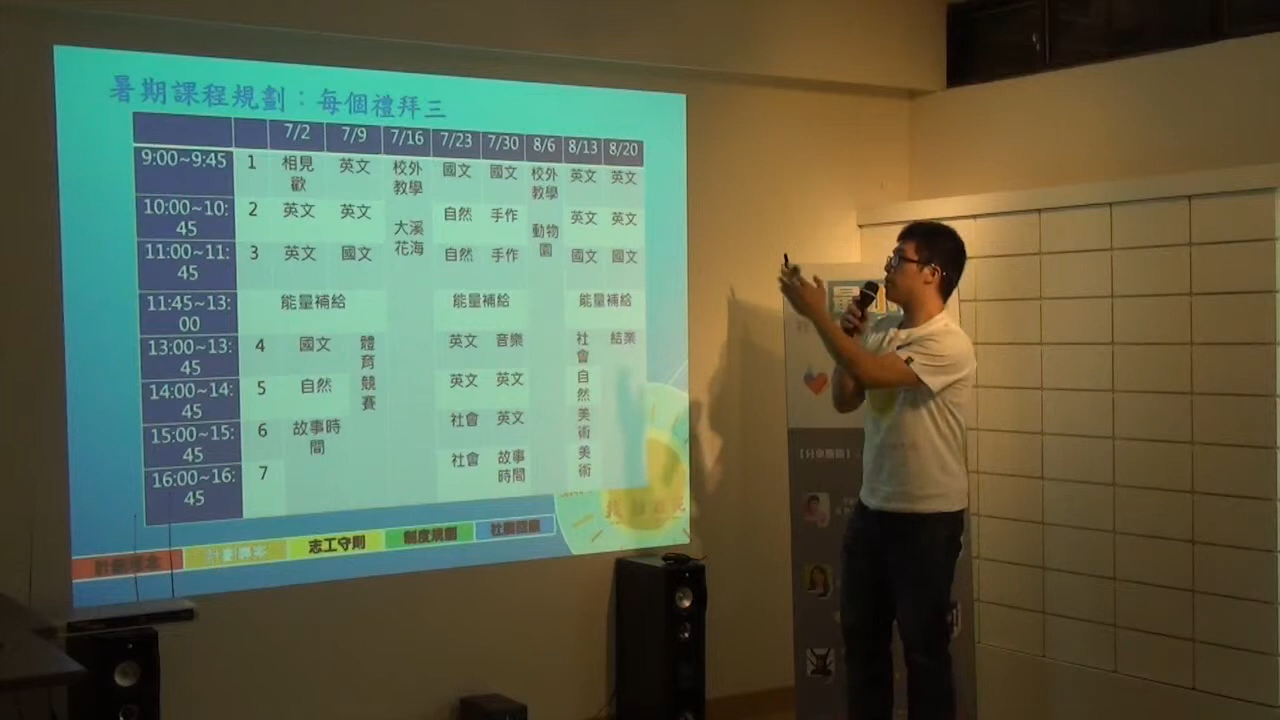 暑期課程規劃：每個禮拜三
7/2 7/9 7/16 7/23 7/30 8/6 8/13 8/20
9:00~9:45 1 相見歡 英文 校外教學 國文 國文 校外教學 英文 英文
10:00~10:45 2 英文 英文 大溪花海 自然 手作 動物園 英文 英文
11:00~11:45 3 英文 國文 自然 手作 國文 國文
11:45~13:00 能量補給 能量補給 能量補給
13:00~13:45 4 國文 體育競賽 英文 音樂 社會 結業
14:00~14:45 5 自然 英文 英文 自然
15:00~15:45 6 故事時間 社會 英文 美術
16:00~16:45 7 社會 故事時間 美術
志工守則 制度規劃